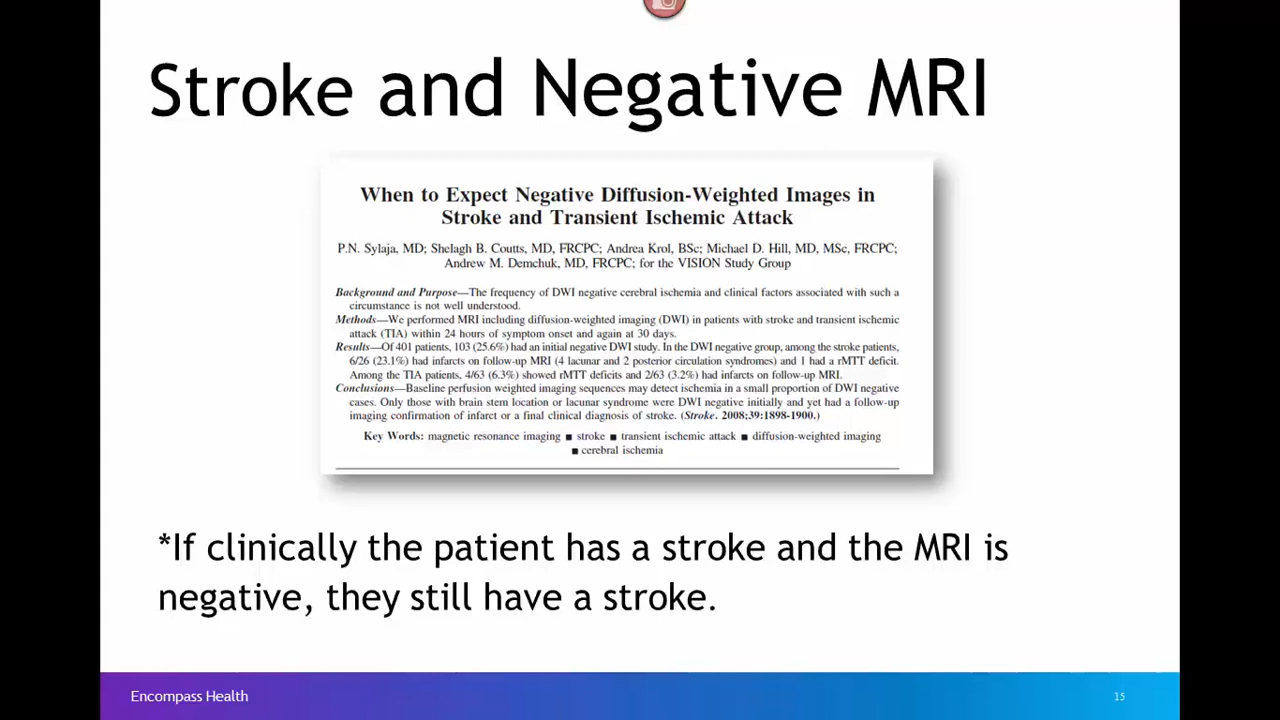 Stroke and Negative MRI
When to Expect Negative Diffusion-Weighted Images in
Stroke and Transient Ischemic Attack
P.N. Sylaja, MD; Shelagh B. Coutts, MD, FRCPC; Andrea Krol, BSc; Michael D. Hill, MD, MSc, FRCPC;
Andrew M. Demchuk, MD, FRCPC; for the VISION Study Group
Background and Purpose—The frequency of DWI negative cerebral ischemia and clinical factors associated with such a
circumstance is not well understood.
Methods—We performed MRI including diffusion-weighted imaging (DWI) in patients with stroke and transient ischemic
attack (TIA) within 24 hours of symptom onset and again at 30 days.
Results—Of 401 patients, 103 (25.6%) had an initial negative DWI study. In the DWI negative group, among the stroke patients,
6/26 (23.1%) had infarcts on follow-up MRI (4 lacunar and 2 posterior circulation syndromes) and 1 had a rMTT deficit.
Among the TIA patients, 4/63 (6.3%) showed rMTT deficits and 2/63 (3.2%) had infarcts on follow-up MRI.
Conclusions—Baseline perfusion weighted imaging sequences may detect ischemia in a small proportion of DWI negative
cases. Only those with brain stem location or lacunar syndrome were DWI negative initially and yet had a follow-up
imaging confirmation of infarct or a final clinical diagnosis of stroke. (Stroke. 2008;39:1898-1900.)
Key Words: magnetic resonance imaging ■ stroke ■ transient ischemic attack ■ diffusion-weighted imaging
■ cerebral ischemia
*If clinically the patient has a stroke and the MRI is
negative, they still have a stroke.
Encompass Health
15